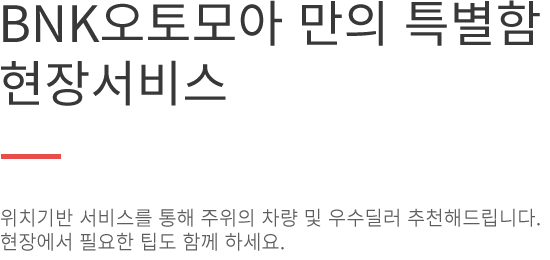 BNK오토모아 만의 특별함
현장서비스
위치기반 서비스를 통해 주위의 차량 및 우수딜러 추천해드립니다.
현장에서 필요한 팁도 함께 하세요.